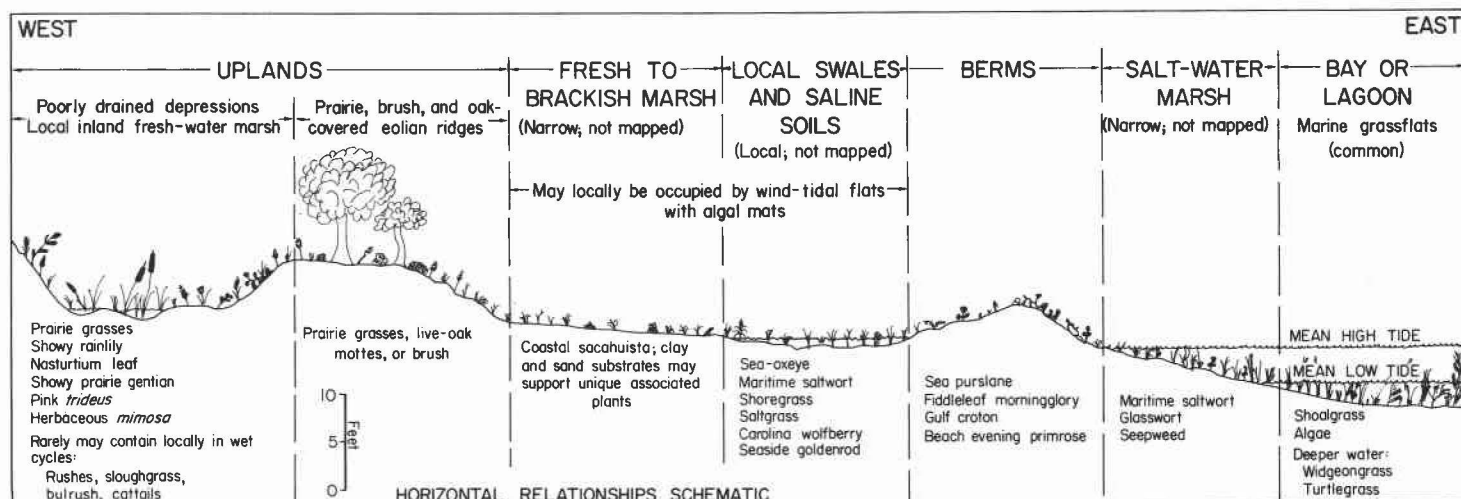 WEST
EAST
UPLANDS
Poorly drained depressions
Local inland fresh-water marsh
Prairie, brush, and oak-
covered eolian ridges
FRESH TO
BRACKISH MARSH
(Narrow; not mapped)
LOCAL SWALES
AND SALINE
SOILS
(Local; not mapped)
May locally be occupied by wind-tidal flats
with algal mats
BERMS
SALT-WATER
MARSH
(Narrow; not mapped)
BAY OR
LAGOON
Marine grassflats
(common)
MEAN HIGH TIDE
MEAN LOW TIDE
Prairie grasses
Showy rainlily
Nasturtium leaf
Showy prairie gentian
Pink trideus
Herbaceous mimosa
Rarely may contain locally in wet
cycles:
Rushes, sloughgrass,
bulrush, cattails
Prairie grasses, live-oak
mottes, or brush
10
5
0
Feet
Coastal sacahuista; clay
and sand substrates may
support unique associated
plants
Sea-oxeye
Maritime saltwort
Shoregrass
Saltgrass
Carolina wolfberry
Seaside goldenrod
Sea purslane
Fiddleleaf morningglory
Gulf croton
Beach evening primrose
Maritime saltwort
Glasswort
Seepweed
Shoalgrass
Algae
Deeper water:
Widgeongrass
Turtlegrass
HORIZONTAL RELATIONSHIPS SCHEMATIC